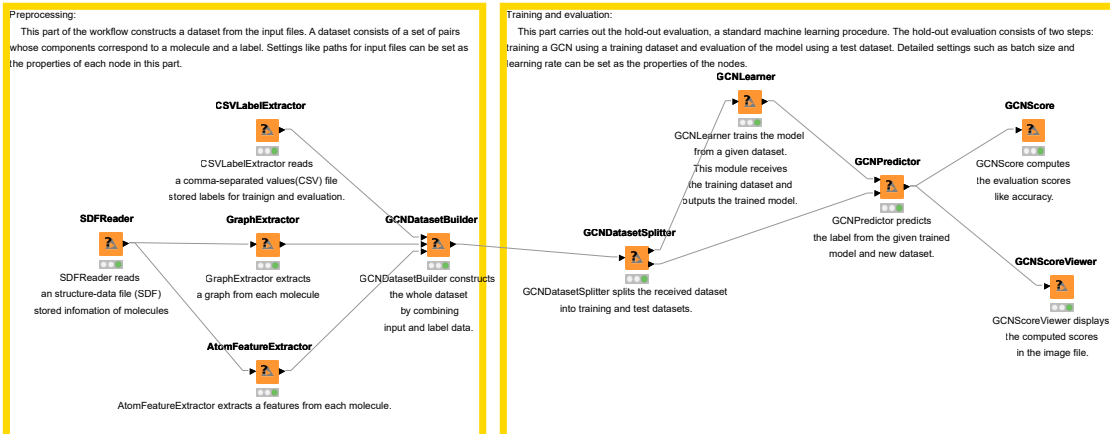 Preprocessing:
This part of the workflow constructs a dataset from the input files. A dataset consists of a set of pairs
whose components correspond to a molecule and a label. Settings like paths for input files can be set as
the properties of each node in this part.
CSVLabelExtractor
CSVLabelExtractor reads
a comma-separated values(CSV) file
stored labels for trainign and evaluation.
SDFReader
SDFReader reads
an structure-data file (SDF)
stored infomation of molecules
GraphExtractor
GraphExtractor extracts
a graph from each molecule
GCNDatasetBuilder
GCNDatasetBuilder constructs
the whole dataset
by combining
input and label data.
AtomFeatureExtractor
AtomFeatureExtractor extracts a features from each molecule.
Training and evaluation:
This part carries out the hold-out evaluation, a standard machine learning procedure. The hold-out evaluation consists of two steps:
training a GCN using a training dataset and evaluation of the model using a test dataset. Detailed settings such as batch size and
learning rate can be set as the properties of the nodes.
GCNLearner
GCNLearner trains the model
from a given dataset.
This module receives
the training dataset and
outputs the trained model.
GCNDatasetSplitter
GCNDatasetSplitter splits the received dataset
into training and test datasets.
GCNPredictor
GCNPredictor predicts
the label from the given trained
model and new dataset.
GCNScore
GCNScore computes
the evaluation scores
like accuracy.
GCNScoreViewer
GCNScoreViewer displays
the computed scores
in the image file.